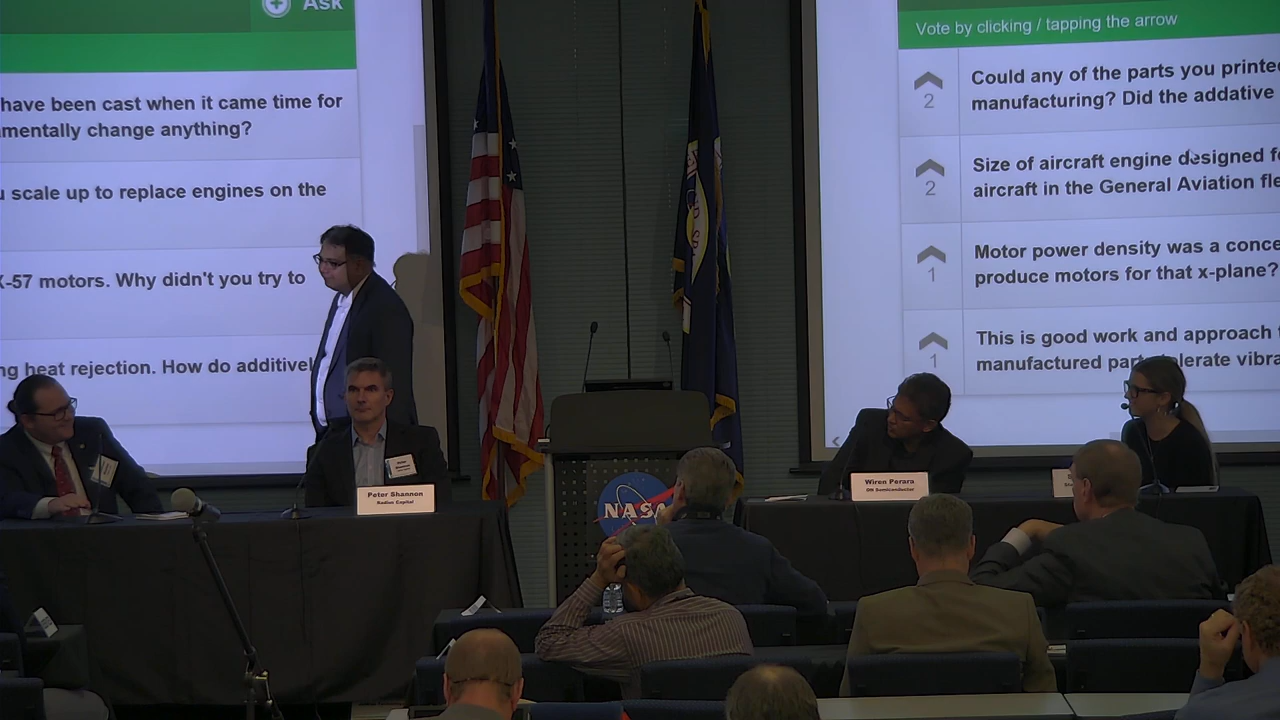 Ask
have been cast when it came time for
mentally change anything?
scale up to replace engines on the
X-57 motors. Why didn't you try to
ng heat rejection. How do additivel
Vote by clicking / tapping the arrow
2
Could any of the parts you printe
manufacturing? Did the addative
2
Size of aircraft engine designed f
aircraft in the General Aviation fle
1
Motor power density was a conce
produce motors for that x-plane?
1
This is good work and approach
manufactured part
elerate vibra
Peter Shannon
Radius Capital
NASA
Wiren Perara
ON Semiconductor